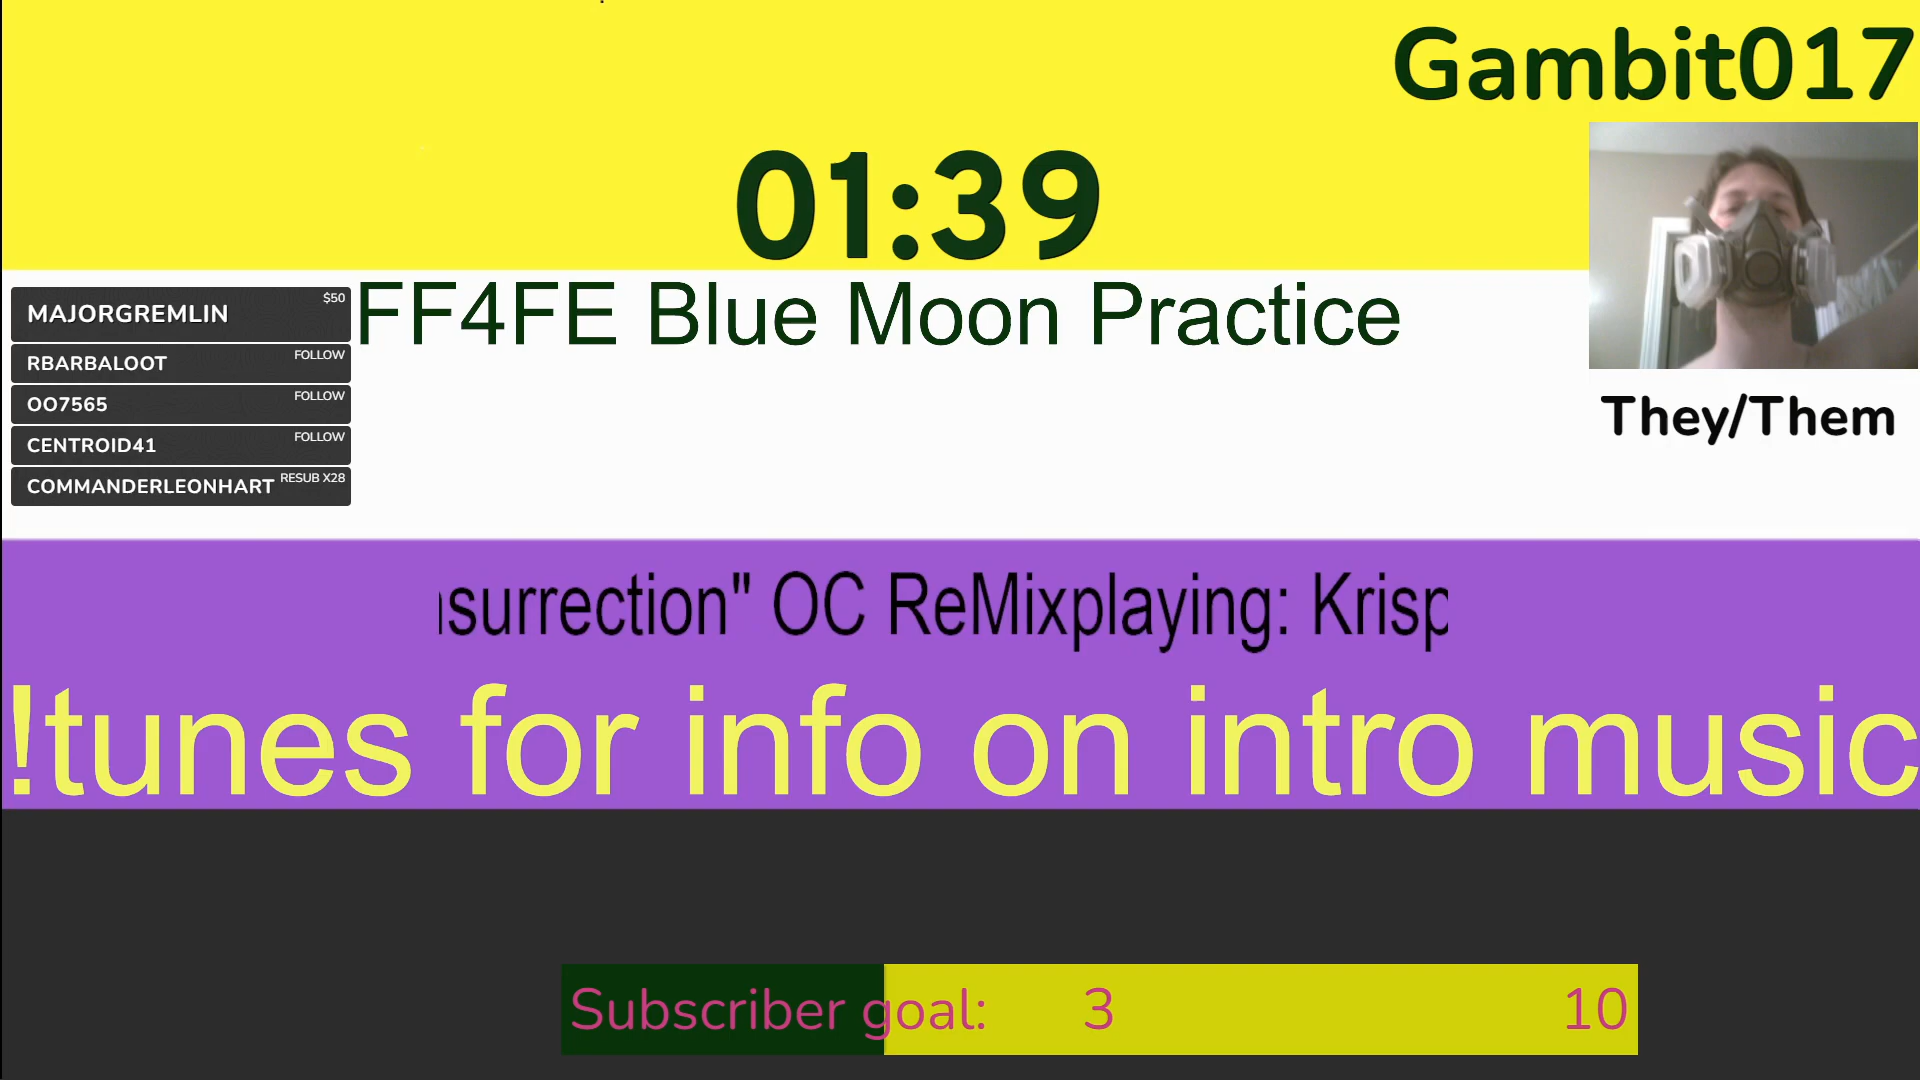 Gambit017
01:39
FF4FE Blue Moon Practice
MAJORGREMLIN $50
RBARBALOOT FOLLOW
OO7565 FOLLOW
CENTROID41 FOLLOW
COMMANDERLEONHART RESUB X28
They/Them
surrection" OC ReMixplaying: Krisp
!tunes for info on intro music
Subscriber goal: 3 10